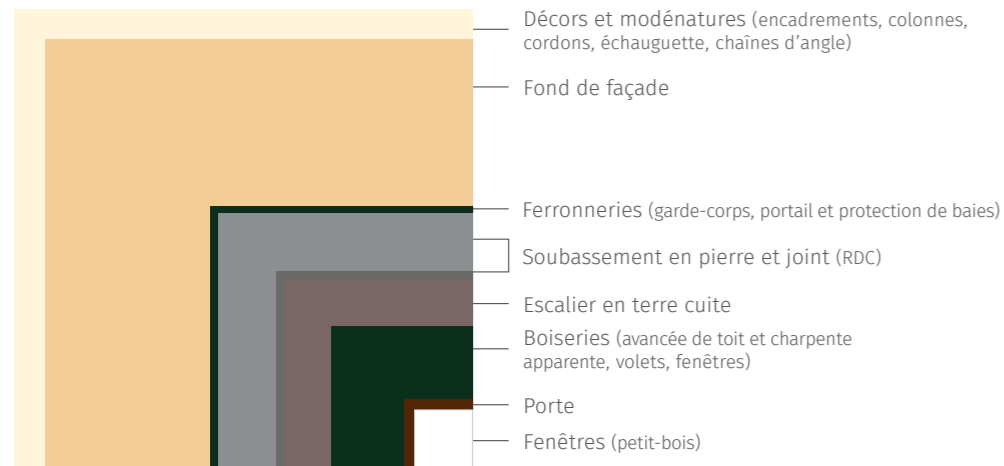 Décors et modénatures (encadrements, colonnes,
cordons, échauguette, chaînes d’angle)
Fond de façade
Ferronneries (garde-corps, portail et protection de baies)
Soubassement en pierre et joint (RDC)
Escalier en terre cuite
Boiseries (avancée de toit et charpente
apparente, volets, fenêtres)
Porte
Fenêtres (petit-bois)